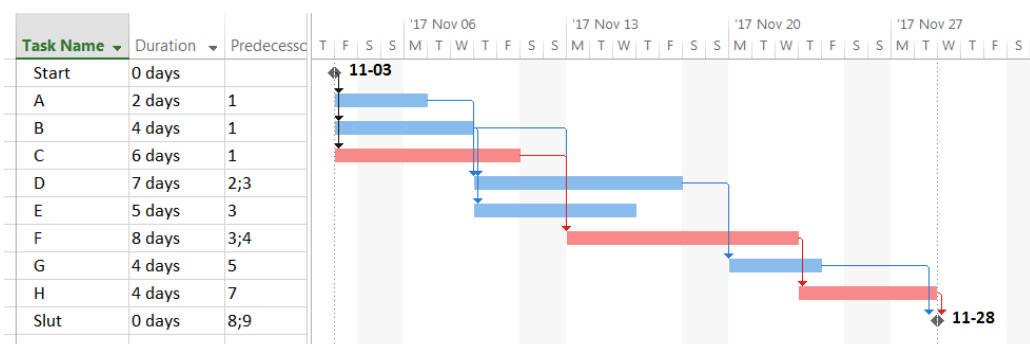 '17 Nov 06 '17 Nov 13 '17 Nov 20 '17 Nov 27
Task Name Duration Predecesso T F S S M T W T F S S M T W T F S S M T W T F S S M T W T F S
Start 0 days 11-03
A 2 days 1
B 4 days 1
C 6 days 1
D 7 days 2;3
E 5 days 3
F 8 days 3;4
G 4 days 5
H 4 days 7
Slut 0 days 8;9 11-28